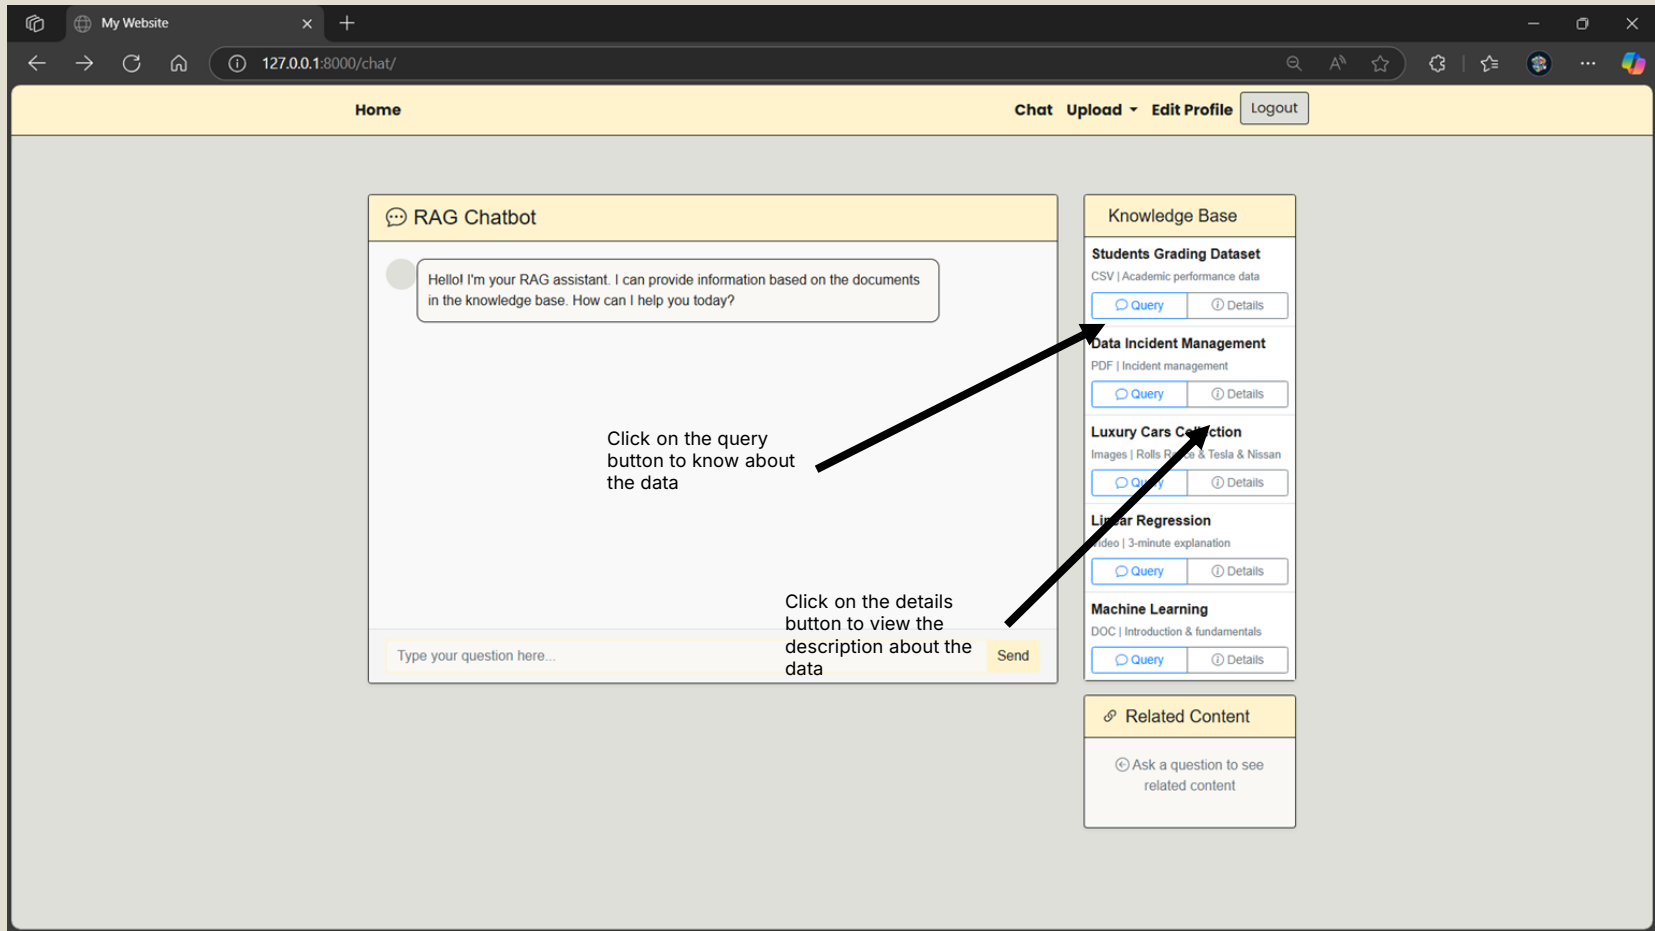 My Website
127.0.0.1:8000/chat/
Home
Chat Upload Edit Profile Logout
RAG Chatbot
Hello! I'm your RAG assistant. I can provide information based on the documents
in the knowledge base. How can I help you today?
Click on the query
button to know about
the data
Click on the details
button to view the
description about the
data
Type your question here...
Send
Knowledge Base
Students Grading Dataset
CSV | Academic performance data
Query Details
Data Incident Management
PDF | Incident management
Query Details
Luxury Cars Collection
Images | Rolls Royce & Tesla & Nissan
Query Details
Linear Regression
Video | 3-minute explanation
Query Details
Machine Learning
DOC | Introduction & fundamentals
Query Details
Related Content
Ask a question to see
related content